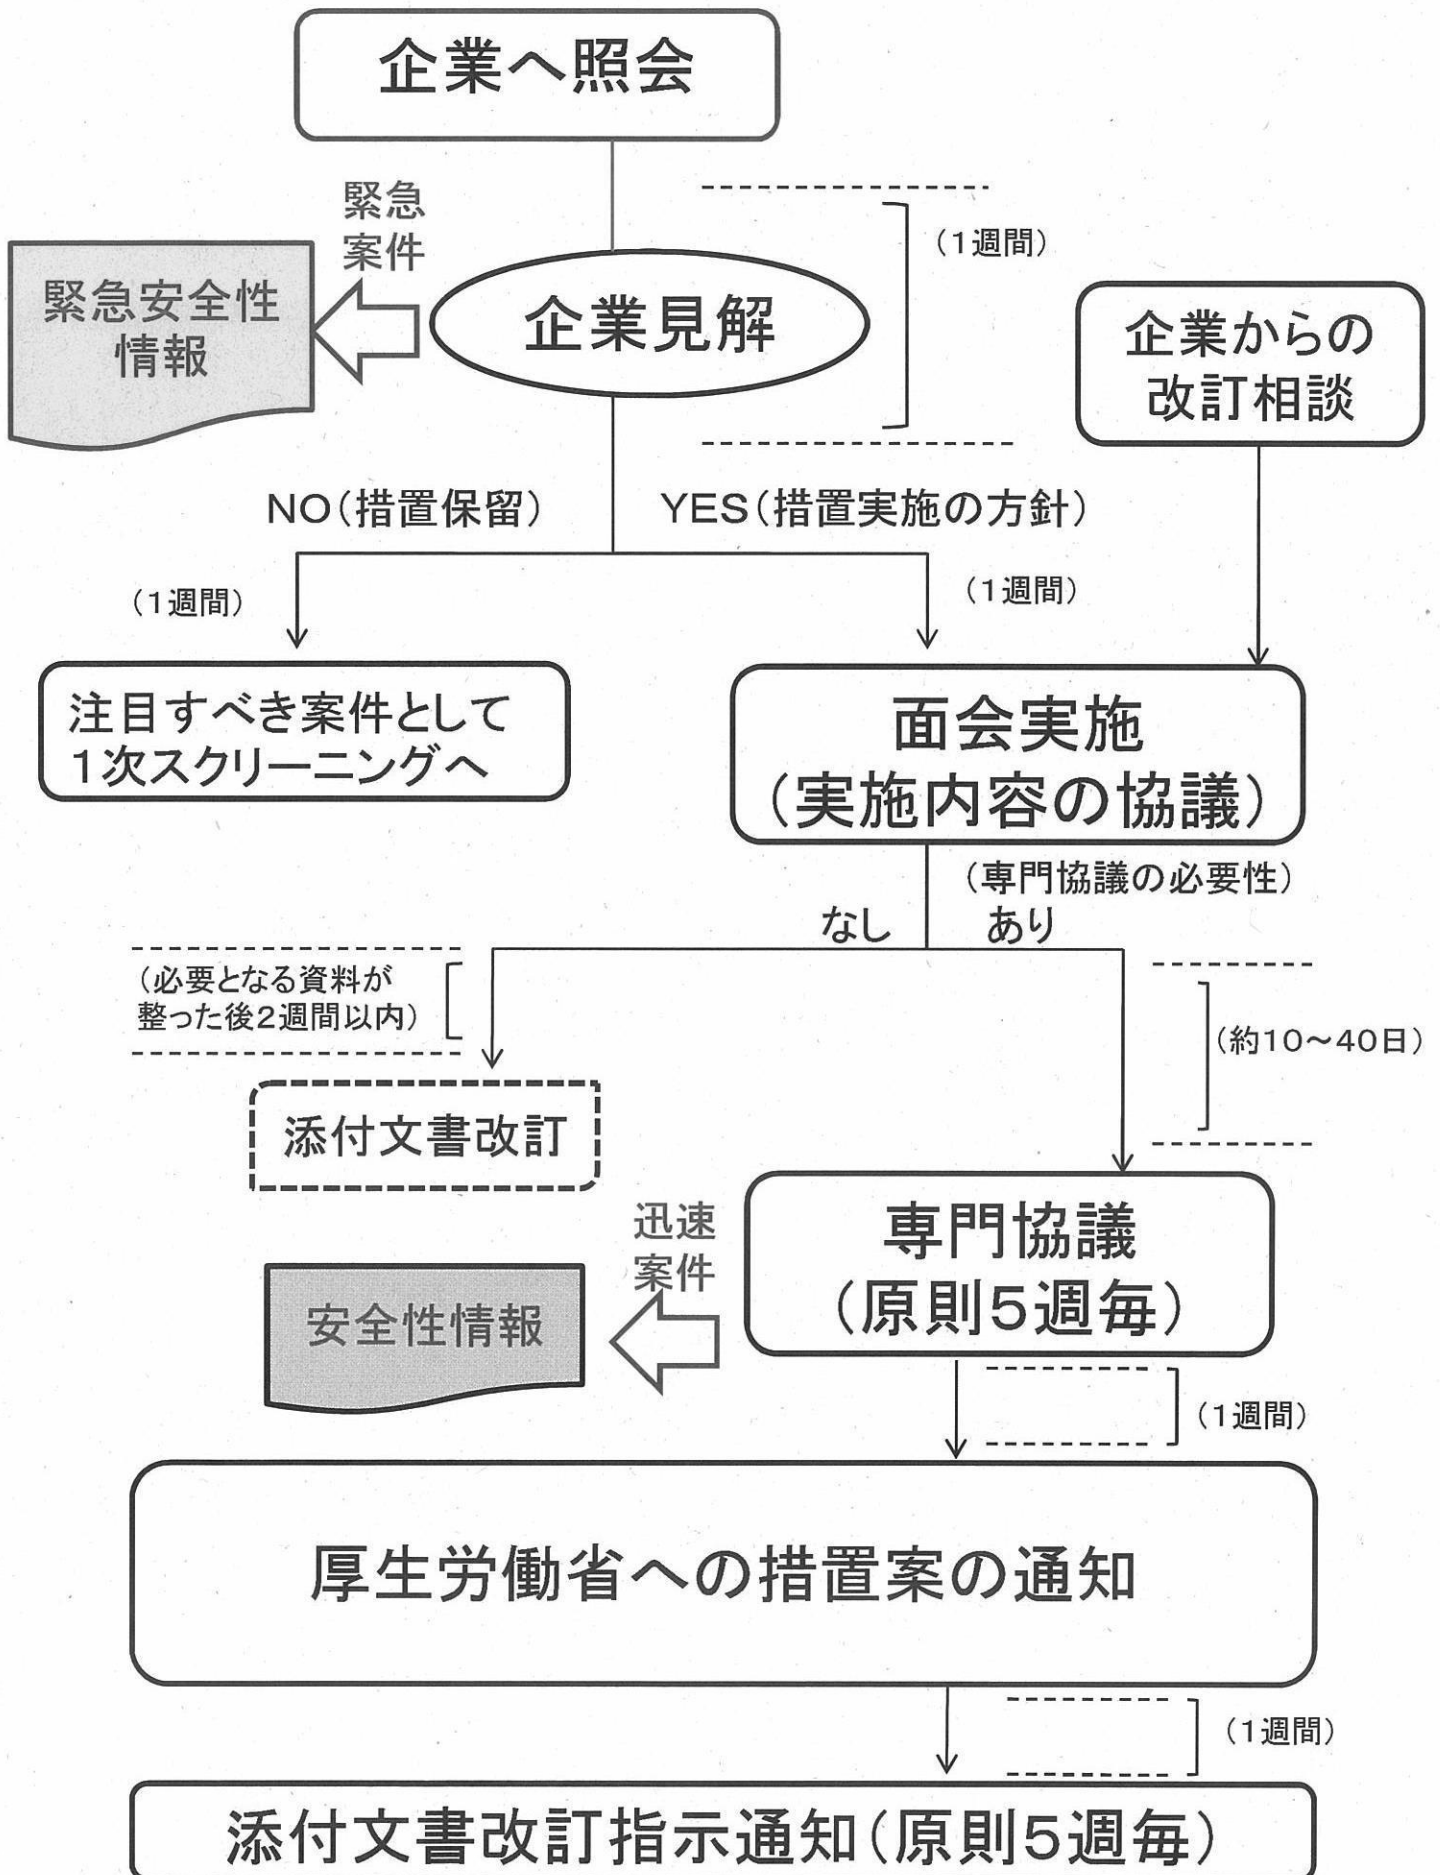 企業へ照会
緊急
案件
(1週間)
緊急安全性
情報
企業見解
企業からの
改訂相談
NO(措置保留)
YES(措置実施の方針)
(1週間)
(1週間)
注目すべき案件として
1次スクリーニングへ
面会実施
(実施内容の協議)
(専門協議の必要性)
なし
あり
(必要となる資料が
整った後2週間以内)
(約10～40日)
添付文書改訂
迅速
案件
専門協議
(原則5週毎)
安全性情報
(1週間)
厚生労働省への措置案の通知
(1週間)
添付文書改訂指示通知(原則5週毎)